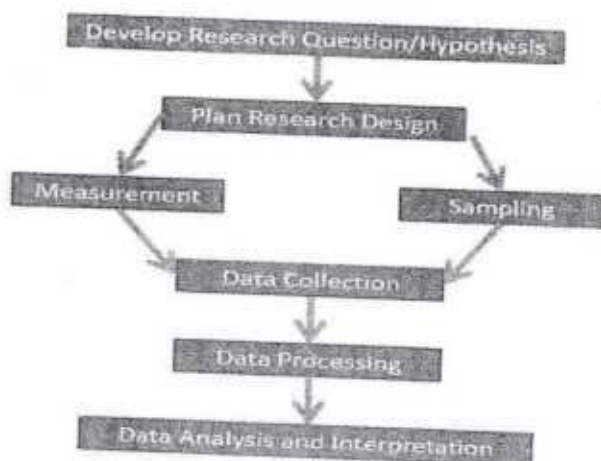 Develop Research Question/Hypothesis
Plan Research Design
Measurement
Sampling
Data Collection
Data Processing
Data Analysis and Interpretation